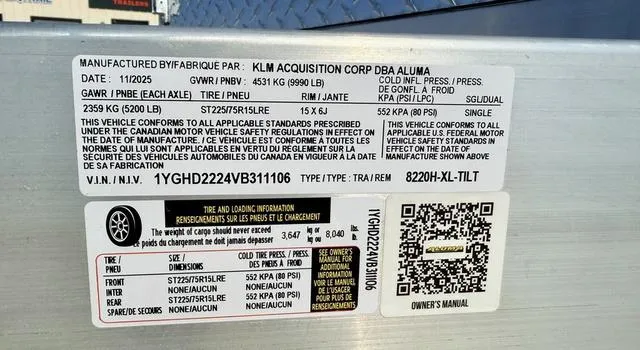 TRAILERS
MANUFACTURED BY/FABRIQUE PAR : KLM ACQUISITION CORP DBA ALUMA
DATE : 11/2025 GVWR / PNBV : 4531 KG (9990 LB)
COLD INFL. PRESS. / PRESS.
DE GONFL. À FROID
GAWR / PNBE (EACH AXLE) TIRE / PNEU RIM / JANTE KPA (PSI / LPC) SGL/DUAL
2359 KG (5200 LB) ST225/75R15LRE 15 X 6J 552 KPA (80 PSI) SINGLE
THIS VEHICLE CONFORMS TO ALL APPLICABLE STANDARDS PRESCRIBED
UNDER THE CANADIAN MOTOR VEHICLE SAFETY REGULATIONS IN EFFECT ON
THE DATE OF MANUFACTURE. / CE VÉHICULE EST CONFORME À TOUTES LES
NORMES QUI LUI SONT APPLICABLES EN VERTU DU RÈGLEMENT SUR LA
SÉCURITÉ DES VÉHICULES AUTOMOBILES DU CANADA EN VIGUEUR À LA DATE
DE SA FABRICATION
THIS VEHICLE CONFORMS TO ALL
APPLICABLE U.S. FEDERAL MOTOR
VEHICLE SAFETY STANDARDS IN
EFFECT ON THE DATE OF
MANUFACTURE SHOWN ABOVE
V.I.N. / N.I.V. 1YGHD2224VB311106 TYPE / TYPE : TRA / REM 8220H-XL-TILT
TIRE AND LOADING INFORMATION
RENSEIGNEMENTS SUR LES PNEUS ET LE CHARGEMENT
The weight of cargo should never exceed 3,647 kg or 8,040 lbs.
Le poids du chargement ne doit jamais dépasser kg ou lb.
TIRE / PNEU SIZE / DIMENSIONS COLD TIRE PRESS. / PRESS. DES PNEUS À FROID
FRONT ST225/75R15LRE 552 KPA (80 PSI)
INTER NONE/AUCUN NONE/AUCUN
REAR ST225/75R15LRE 552 KPA (80 PSI)
SPARE/DE SECOURS NONE/AUCUN NONE/AUCUN
SEE OWNER'S
MANUAL FOR
ADDITIONAL
INFORMATION
VOIR LE MANUEL
DE L'USAGER
POUR PLUS DE
RENSEIGNEMENTS
1YGHD2224VB311106
ALUMA
OWNER'S MANUAL